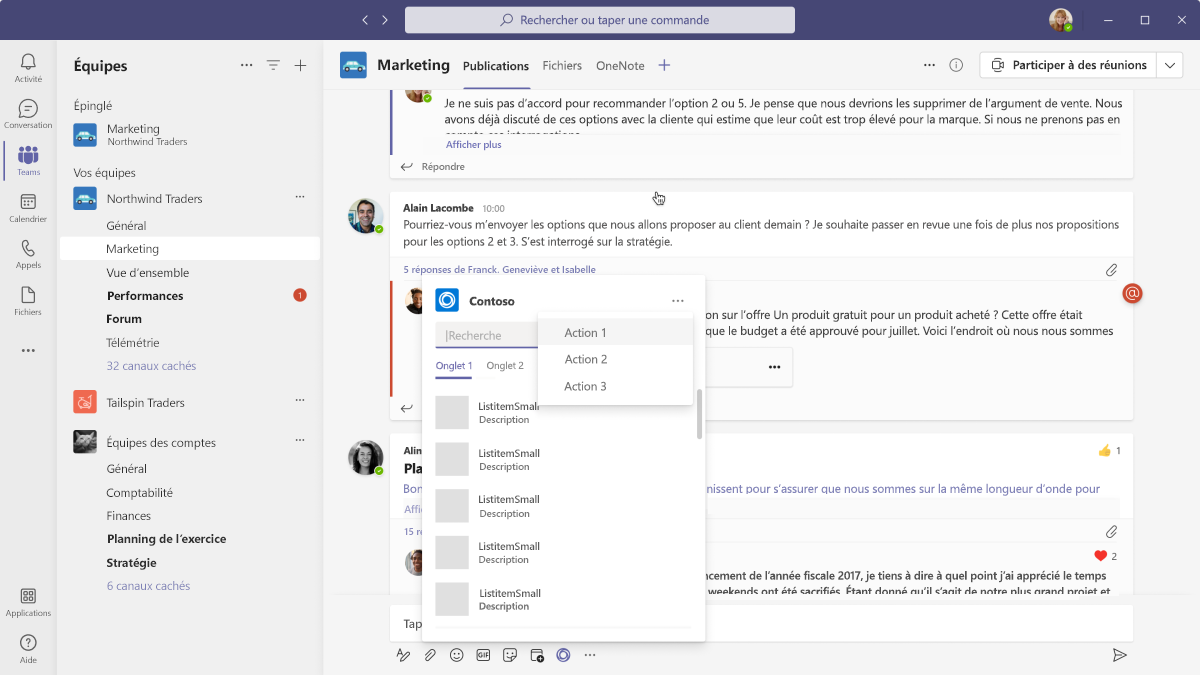 Rechercher ou taper une commande
Activité
Conversation
Teams
Calendrier
Appels
Fichiers
Applications
Aide
Équipes
Épinglé
Marketing
Northwind Traders
Vos équipes
Northwind Traders
Général
Marketing
Vue d'ensemble
Performances
1
Forum
Télémétrie
32 canaux cachés
Tailspin Traders
Équipes des comptes
Général
Comptabilité
Finances
Planning de l'exercice
Stratégie
6 canaux cachés
Marketing
Publications
Fichiers
OneNote
Participer à des réunions
Je ne suis pas d'accord pour recommander l'option 2 ou 5. Je pense que nous devrions les supprimer de l'argument de vente. Nous
avons déjà discuté de ces options avec la cliente qui estime que leur coût est trop élevé pour la marque. Si nous ne prenons pas en
Afficher plus
Répondre
Alain Lacombe 10:00
Pourriez-vous m'envoyer les options que nous allons proposer au client demain ? Je souhaite passer en revue une fois de plus nos propositions
pour les options 2 et 3. S'est interrogé sur la stratégie.
5 réponses de Franck, Geneviève et Isabelle
on sur l'offre Un produit gratuit pour un produit acheté ? Cette offre était
que le budget a été approuvé pour juillet. Voici l'endroit où nous nous sommes
Contoso
Recherche
Action 1
Action 2
Action 3
Onglet 1
Onglet 2
ListitemSmall
Description
ListitemSmall
Description
ListitemSmall
Description
ListitemSmall
Description
ListitemSmall
Description
Alin
1
Pla
Bon
nissent pour s'assurer que nous sommes sur la même longueur d'onde pour
Affi
15 r
2
ncement de l'année fiscale 2017, je tiens à dire à quel point j'ai apprécié le temps
weekends ont été sacrifiés. Étant donné qu'il s'agit de notre plus grand projet et
Tap
GIF